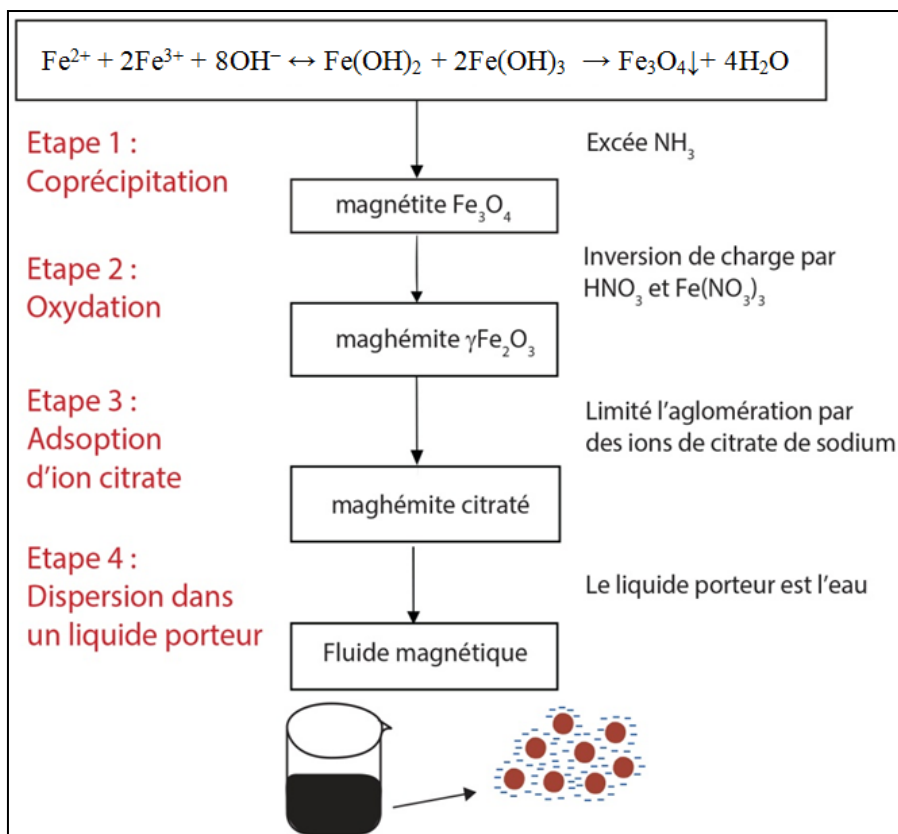 Fe²⁺ + 2Fe³⁺ + 8OH⁻ ↔ Fe(OH)₂ + 2Fe(OH)₃ → Fe₃O₄↓+ 4H₂O
Etape 1 :
Coprécipitation
Excée NH₃
magnétite Fe₃O₄
Etape 2 :
Oxydation
Inversion de charge par
HNO₃ et Fe(NO₃)₃
maghémite γFe₂O₃
Etape 3 :
Adsoption
d’ion citrate
Limité l’aglomération par
des ions de citrate de sodium
maghémite citraté
Etape 4 :
Dispersion dans
un liquide porteur
Le liquide porteur est l’eau
Fluide magnétique